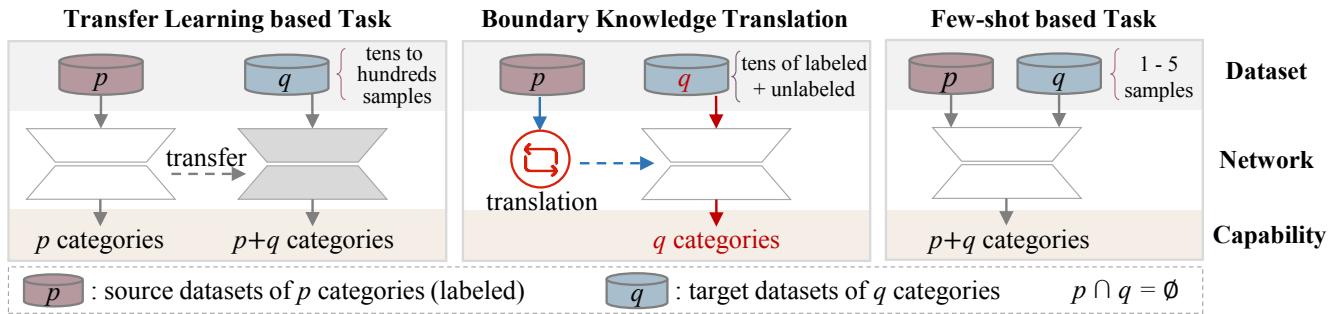 Transfer Learning based Task
Boundary Knowledge Translation
Few-shot based Task
p
q
tens to
hundreds
samples
p
q
tens of labeled
+ unlabeled
p
q
1 - 5
samples
Dataset
transfer
translation
Network
p categories
p+q categories
q categories
p+q categories
Capability
p : source datasets of p categories (labeled)
q : target datasets of q categories
p ∩ q = ∅